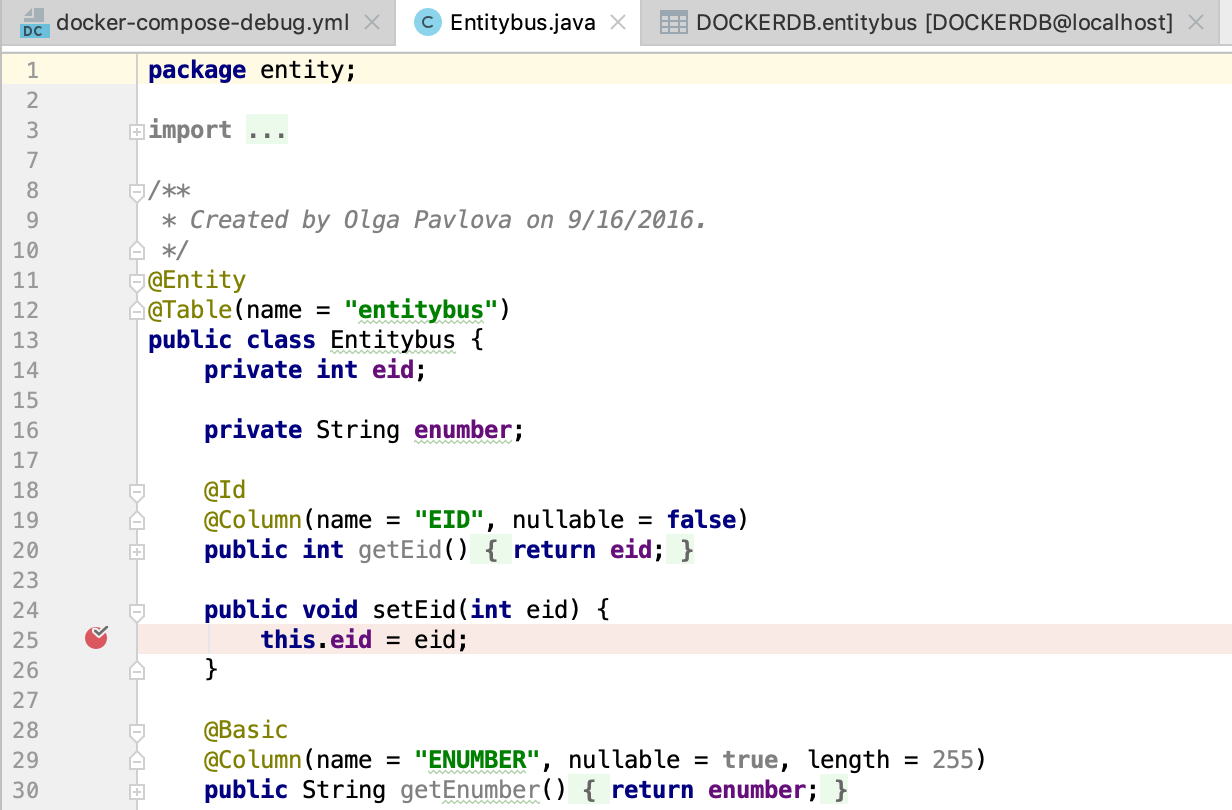 docker-compose-debug.yml Entitybus.java DOCKERDB.entitybus [DOCKERDB@localhost]
1 package entity;
2
3 import ...
7
8 /**
9 * Created by Olga Pavlova on 9/16/2016.
10 */
11 @Entity
12 @Table(name = "entitybus")
13 public class Entitybus {
14 private int eid;
15
16 private String enumber;
17
18 @Id
19 @Column(name = "EID", nullable = false)
20 public int getEid() { return eid; }
23
24 public void setEid(int eid) {
25 this.eid = eid;
26 }
27
28 @Basic
29 @Column(name = "ENUMBER", nullable = true, length = 255)
30 public String getEnumber() { return enumber; }